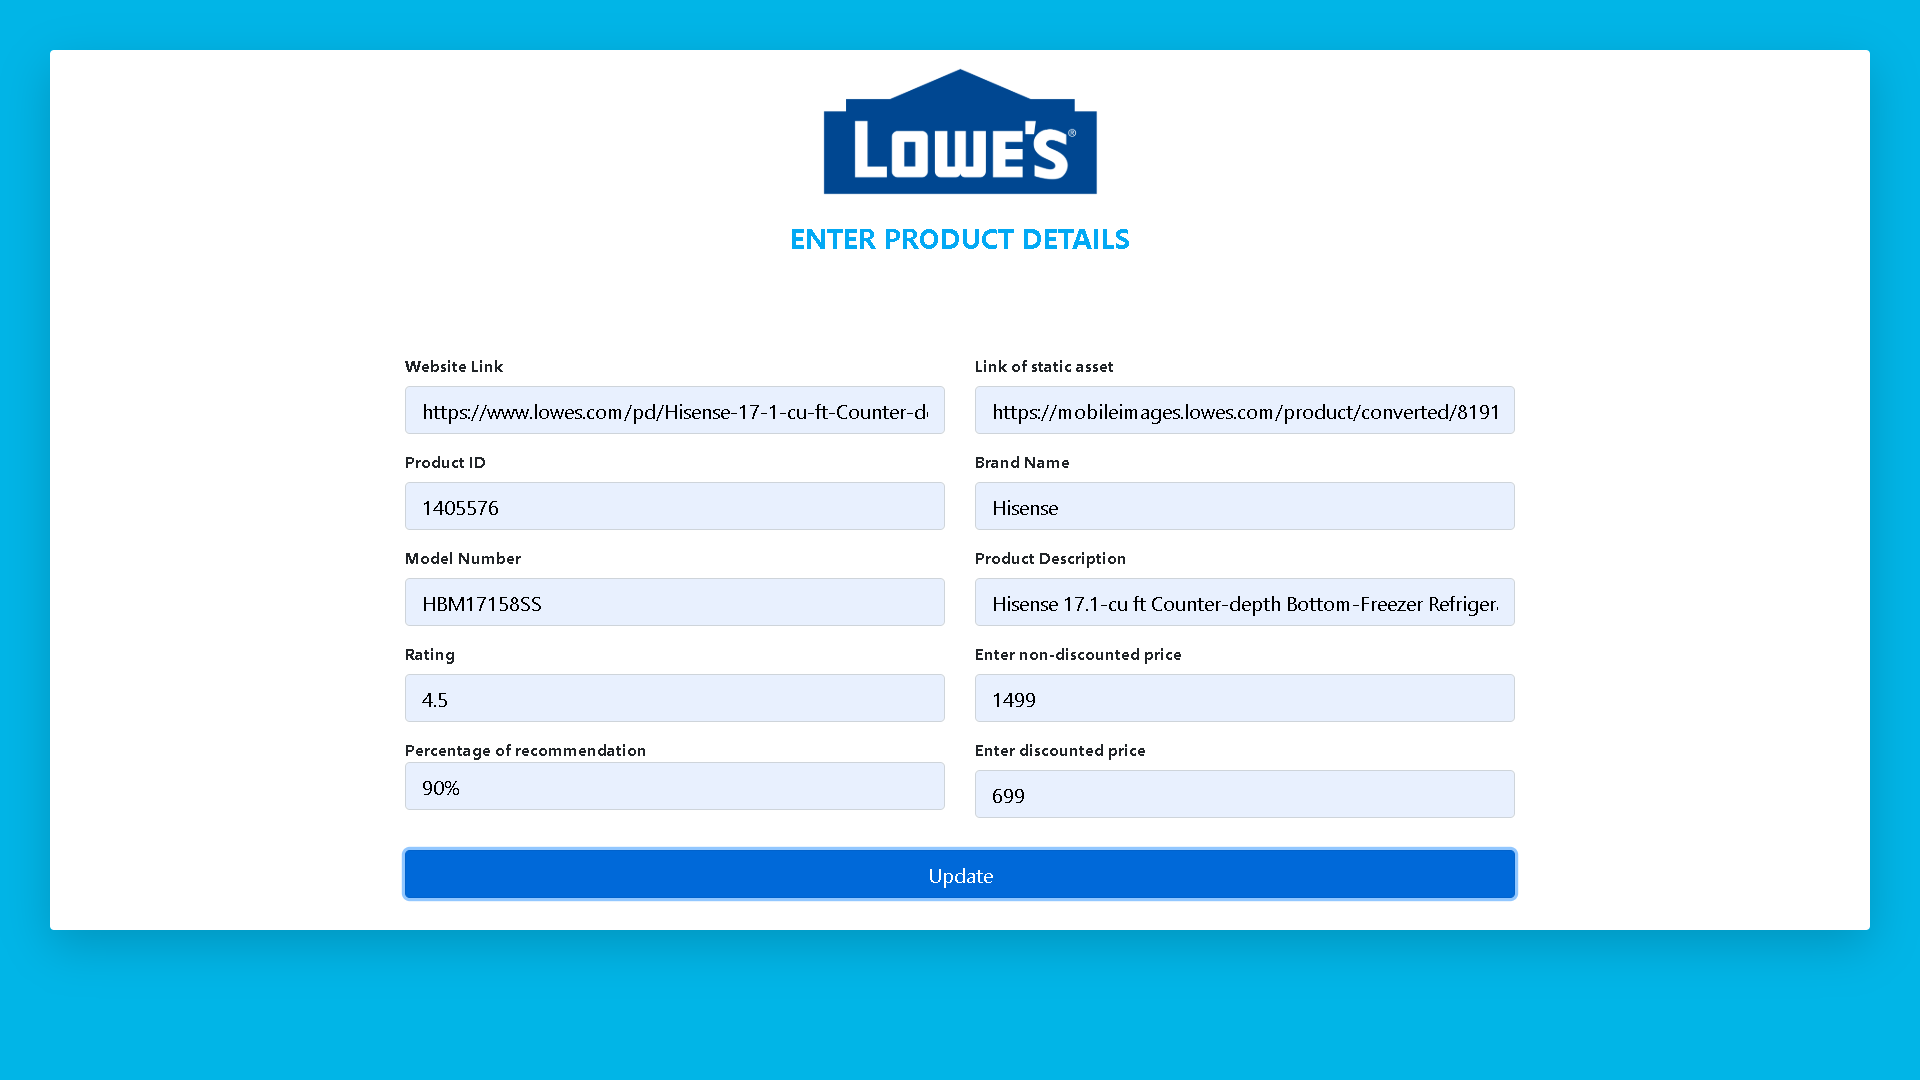 LOWE'S®
ENTER PRODUCT DETAILS
Website Link
https://www.lowes.com/pd/Hisense-17-1-cu-ft-Counter-d
Link of static asset
https://mobileimages.lowes.com/product/converted/8191
Product ID
1405576
Brand Name
Hisense
Model Number
HBM17158SS
Product Description
Hisense 17.1-cu ft Counter-depth Bottom-Freezer Refriger
Rating
4.5
Enter non-discounted price
1499
Percentage of recommendation
90%
Enter discounted price
699
Update